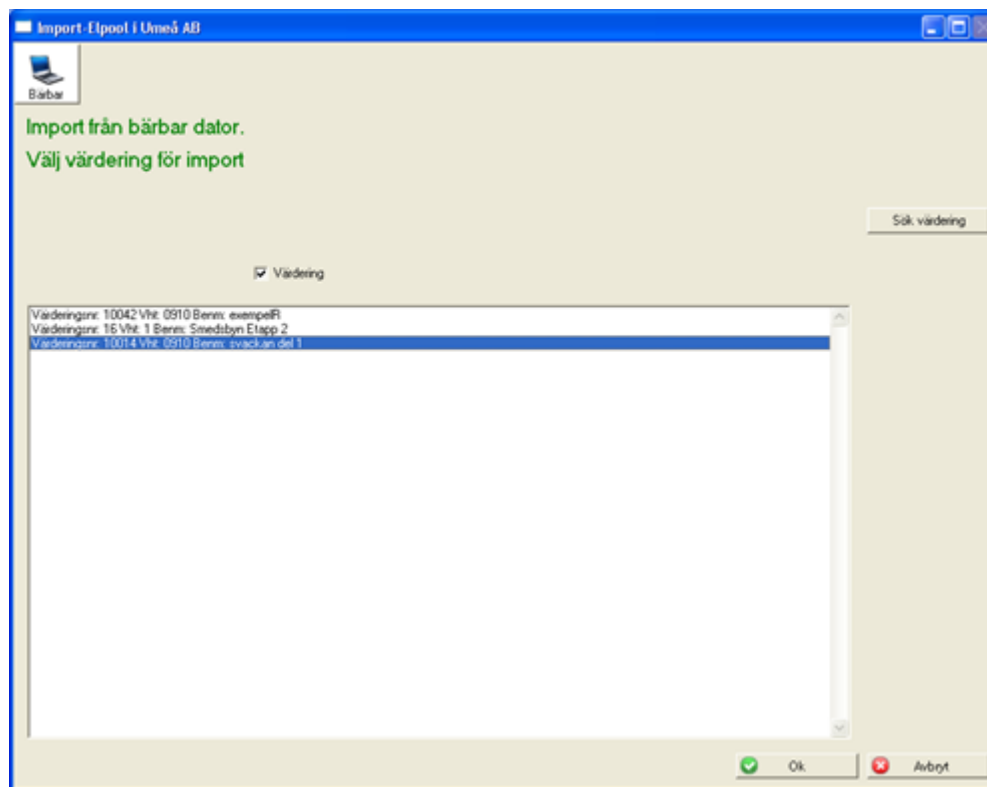 Import-Elpool i Umeå AB
Bärbar
Import från bärbar dator.
Välj värdering för import
Sök värdering
Värdering
Värderingsnr: 10042 Vht: 0910 Benm: exempelR
Värderingsnr: 16 Vht: 1 Benm: Smedsbyn Etapp 2
Värderingsnr: 10014 Vht: 0910 Benm: svackan del 1
Ok
Avbryt